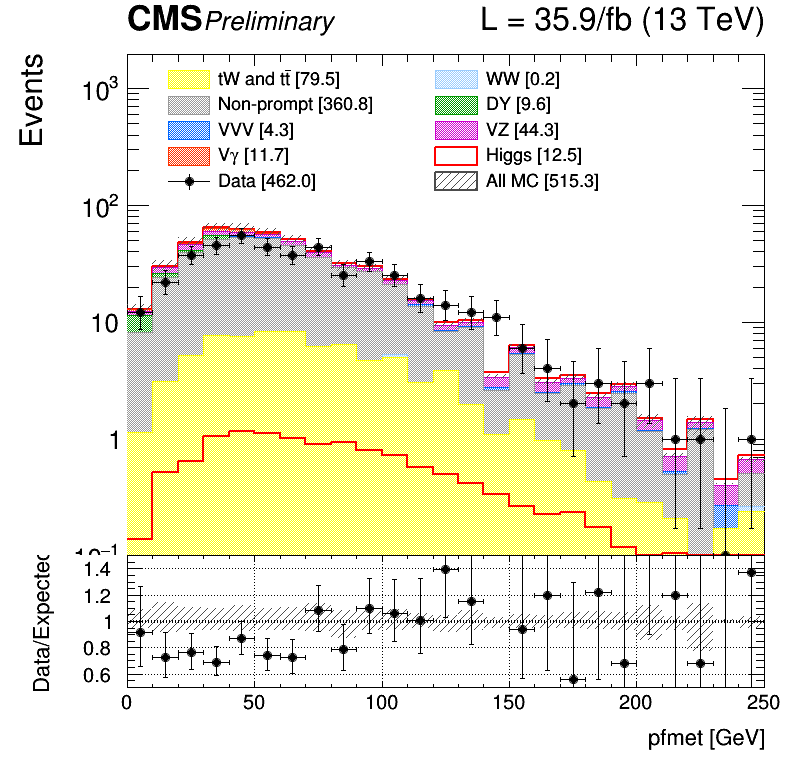 CMS Preliminary L = 35.9/fb (13 TeV)
Events
tW and tt̄ [79.5] WW [0.2]
Non-prompt [360.8] DY [9.6]
VVV [4.3] VZ [44.3]
Vγ [11.7] Higgs [12.5]
Data [462.0] All MC [515.3]
10³
10²
10
1
10⁻¹
Data/Expected
1.4
1.2
1
0.8
0.6
0 50 100 150 200 250
pfmet [GeV]